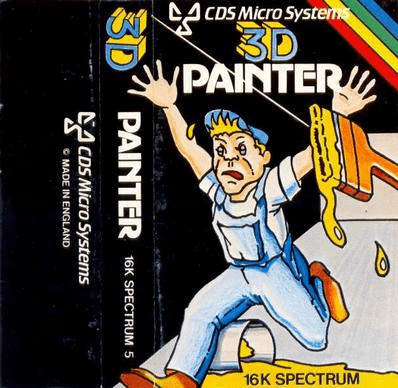 3D
PAINTER
16K SPECTRUM 5
CDS Micro Systems
© MADE IN ENGLAND
CDS Micro Systems
3D
PAINTER
16K SPECTRUM